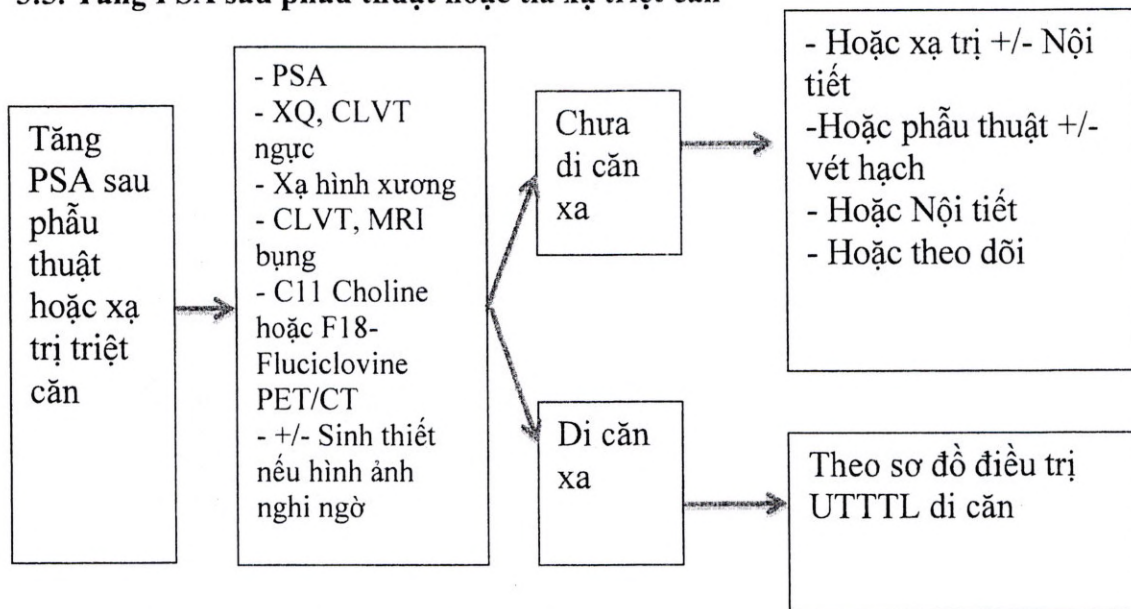 Tăng
PSA sau
phẫu
thuật
hoặc xạ
trị triệt
căn
- PSA
- XQ, CLVT
ngực
- Xạ hình xương
- CLVT, MRI
bụng
- C11 Choline
hoặc F18-
Fluciclovine
PET/CT
- +/- Sinh thiết
nếu hình ảnh
nghi ngờ
Chưa
di căn
xa
- Hoặc xạ trị +/- Nội
tiết
-Hoặc phẫu thuật +/-
vét hạch
- Hoặc Nội tiết
- Hoặc theo dõi
Di căn
xa
Theo sơ đồ điều trị
UTTTL di căn